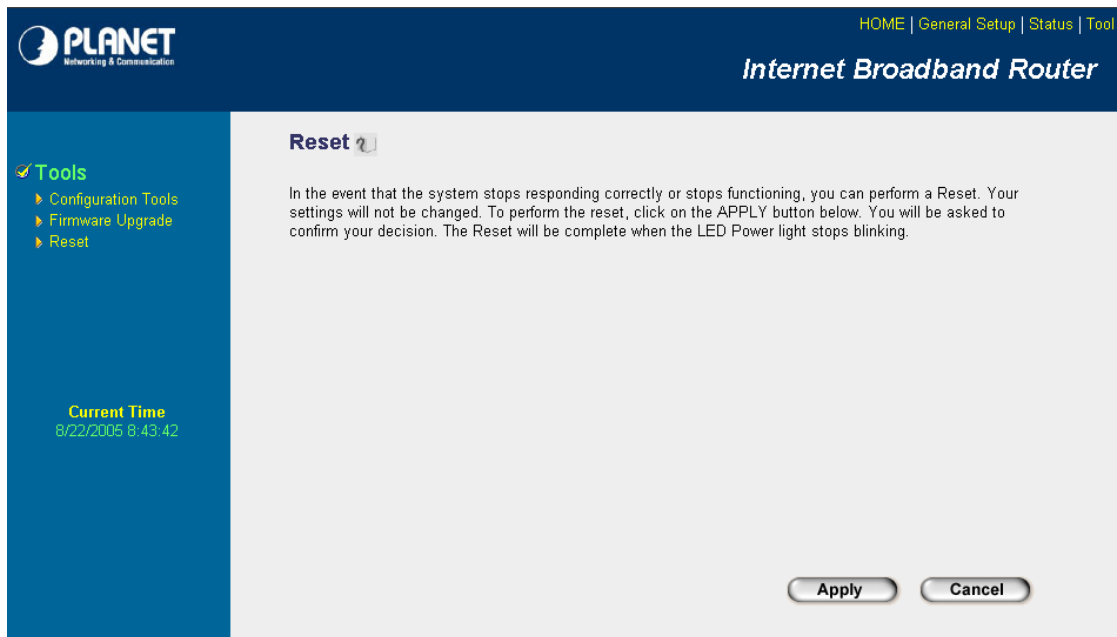 PLANET
Networking & Communication
HOME | General Setup | Status | Tool
Internet Broadband Router
Tools
Configuration Tools
Firmware Upgrade
Reset
Current Time
8/22/2005 8:43:42
Reset
In the event that the system stops responding correctly or stops functioning, you can perform a Reset. Your
settings will not be changed. To perform the reset, click on the APPLY button below. You will be asked to
confirm your decision. The Reset will be complete when the LED Power light stops blinking.
Apply
Cancel